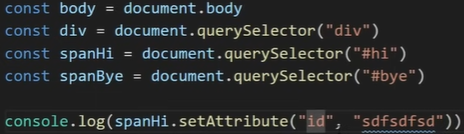 const body = document.body
const div = document.querySelector("div")
const spanHi = document.querySelector("#hi")
const spanBye = document.querySelector("#bye")
console.log(spanHi.setAttribute("id", "sdfsdfsd"))